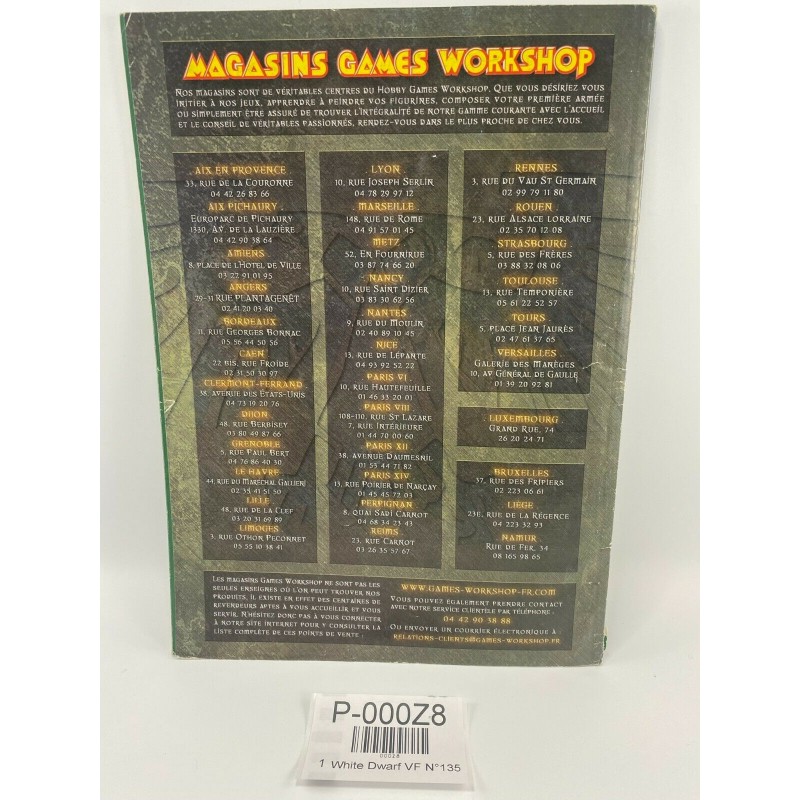 MAGASINS GAMES WORKSHOP
Nos magasins sont de véritables centres du Hobby Games Workshop. Que vous désiriez vous
initier à nos jeux, apprendre à peindre vos figurines, composer votre première armée
ou simplement être assuré de trouver l'intégralité de notre gamme courante avec l'accueil
et le conseil de véritables passionnés, rendez-vous dans le plus proche de chez vous.
AIX EN PROVENCE
33, rue de la Couronne
04 42 26 83 66
AIX PICHAURY
Europarc de Pichaury
1330, Av. de la Lauzière
04 42 90 38 64
AMIENS
8, place de l'Hotel de Ville
03 22 91 01 95
ANGERS
29-31 rue Plantagenêt
02 41 20 03 40
BORDEAUX
11, rue Georges Bonnac
05 56 44 50 56
CAEN
22 bis, rue Froide
02 31 50 30 97
CLERMONT-FERRAND
38, avenue des États-Unis
04 73 19 20 76
DIJON
48, rue Berbisey
03 80 49 87 66
GRENOBLE
5, rue Paul Bert
04 76 86 40 30
LE HAVRE
44, rue du Maréchal Gallieni
02 35 41 51 50
LILLE
48, rue de la Clef
03 20 31 69 89
LIMOGES
3, rue Othon Peconnet
05 55 10 38 41
LYON
10, rue Joseph Serlin
04 78 29 97 12
MARSEILLE
148, rue de Rome
04 91 57 01 45
METZ
52, En Fournirue
03 87 74 66 20
NANCY
10, rue Saint Dizier
03 83 30 62 56
NANTES
9, rue du Moulin
02 40 89 10 45
NICE
13, rue de Lépante
04 93 92 52 22
PARIS VI
10, rue Hautefeuille
01 46 33 20 01
PARIS VIII
108-110, rue St Lazare
7, rue Intérieure
01 44 70 00 60
PARIS XII
38, avenue Daumesnil
01 53 44 71 82
PARIS XIV
13, rue Poirier de Narçay
01 45 45 72 03
PERPIGNAN
8, quai Sadi Carnot
04 68 34 23 43
REIMS
23, rue Carnot
03 26 35 57 67
RENNES
3, rue du Vau St Germain
02 99 79 11 80
ROUEN
23, rue Alsace Lorraine
02 35 70 12 08
STRASBOURG
5, rue des Frères
03 88 32 08 06
TOULOUSE
13, rue Temponière
05 61 22 52 57
TOURS
5, place Jean Jaurès
02 47 61 37 65
VERSAILLES
Galerie des Manèges
10, av Général de Gaulle
01 39 20 92 81
LUXEMBOURG
Grand Rue, 74
26 20 24 71
BRUXELLES
37, rue des Fripiers
02 223 06 61
LIÈGE
23E, rue de la Régence
04 223 32 93
NAMUR
Rue de Fer, 34
08 165 98 65
Les magasins Games Workshop ne sont pas les
seules enseignes où l'on peut trouver nos
produits, il existe en effet des centaines de
revendeurs aptes à vous accueillir et vous
servir. N'hésitez donc pas à vous connecter
à notre site internet pour y consulter la
liste complète de ces points de vente :
WWW.GAMES-WORKSHOP-FR.COM
Vous pouvez également prendre contact
avec notre service clientèle par téléphone :
04 42 90 38 88
Ou envoyer un courrier électronique à
RELATIONS-CLIENTS@GAMES-WORKSHOP.FR
P-000Z8
000Z8
1 White Dwarf VF N°135